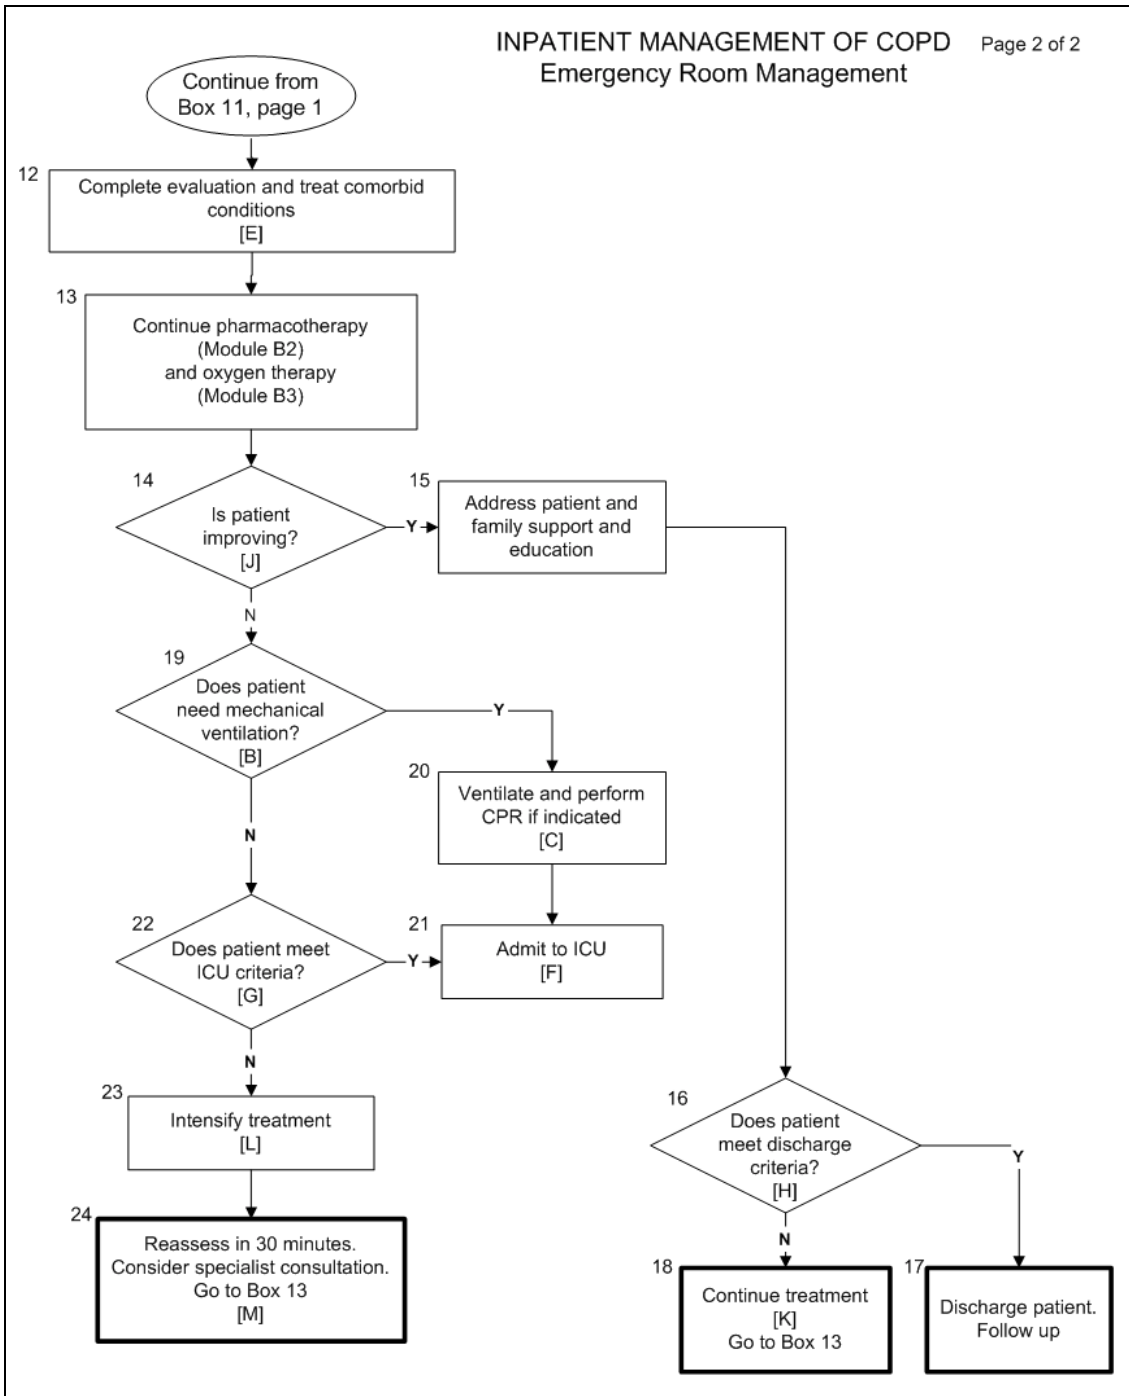 INPATIENT MANAGEMENT OF COPD Page 2 of 2
Emergency Room Management
Continue from
Box 11, page 1
12
Complete evaluation and treat comorbid
conditions
[E]
13
Continue pharmacotherapy
(Module B2)
and oxygen therapy
(Module B3)
14
Is patient
improving?
[J]
Y
15
Address patient and
family support and
education
N
19
Does patient
need mechanical
ventilation?
[B]
Y
20
Ventilate and perform
CPR if indicated
[C]
N
22
Does patient meet
ICU criteria?
[G]
Y
21
Admit to ICU
[F]
N
23
Intensify treatment
[L]
24
Reassess in 30 minutes.
Consider specialist consultation.
Go to Box 13
[M]
16
Does patient
meet discharge
criteria?
[H]
Y
N
18
Continue treatment
[K]
Go to Box 13
17
Discharge patient.
Follow up